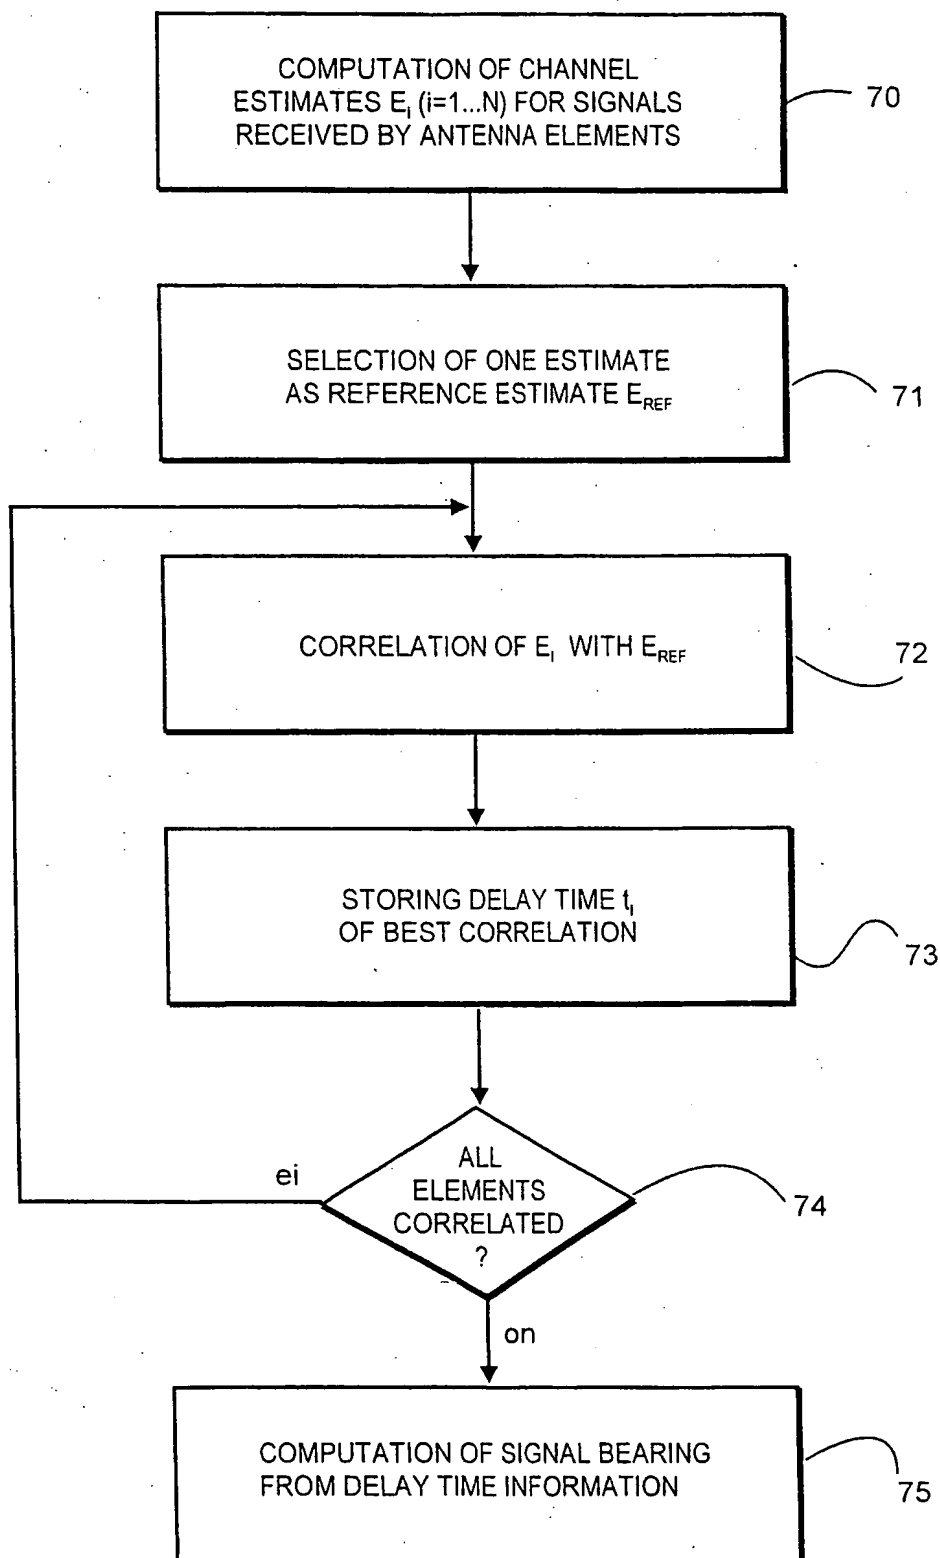 COMPUTATION OF CHANNEL
ESTIMATES E_I (i=1...N) FOR SIGNALS
RECEIVED BY ANTENNA ELEMENTS
70
SELECTION OF ONE ESTIMATE
AS REFERENCE ESTIMATE E_REF
71
CORRELATION OF E_I WITH E_REF
72
STORING DELAY TIME t_I
OF BEST CORRELATION
73
ALL
ELEMENTS
CORRELATED
?
74
ei
on
COMPUTATION OF SIGNAL BEARING
FROM DELAY TIME INFORMATION
75